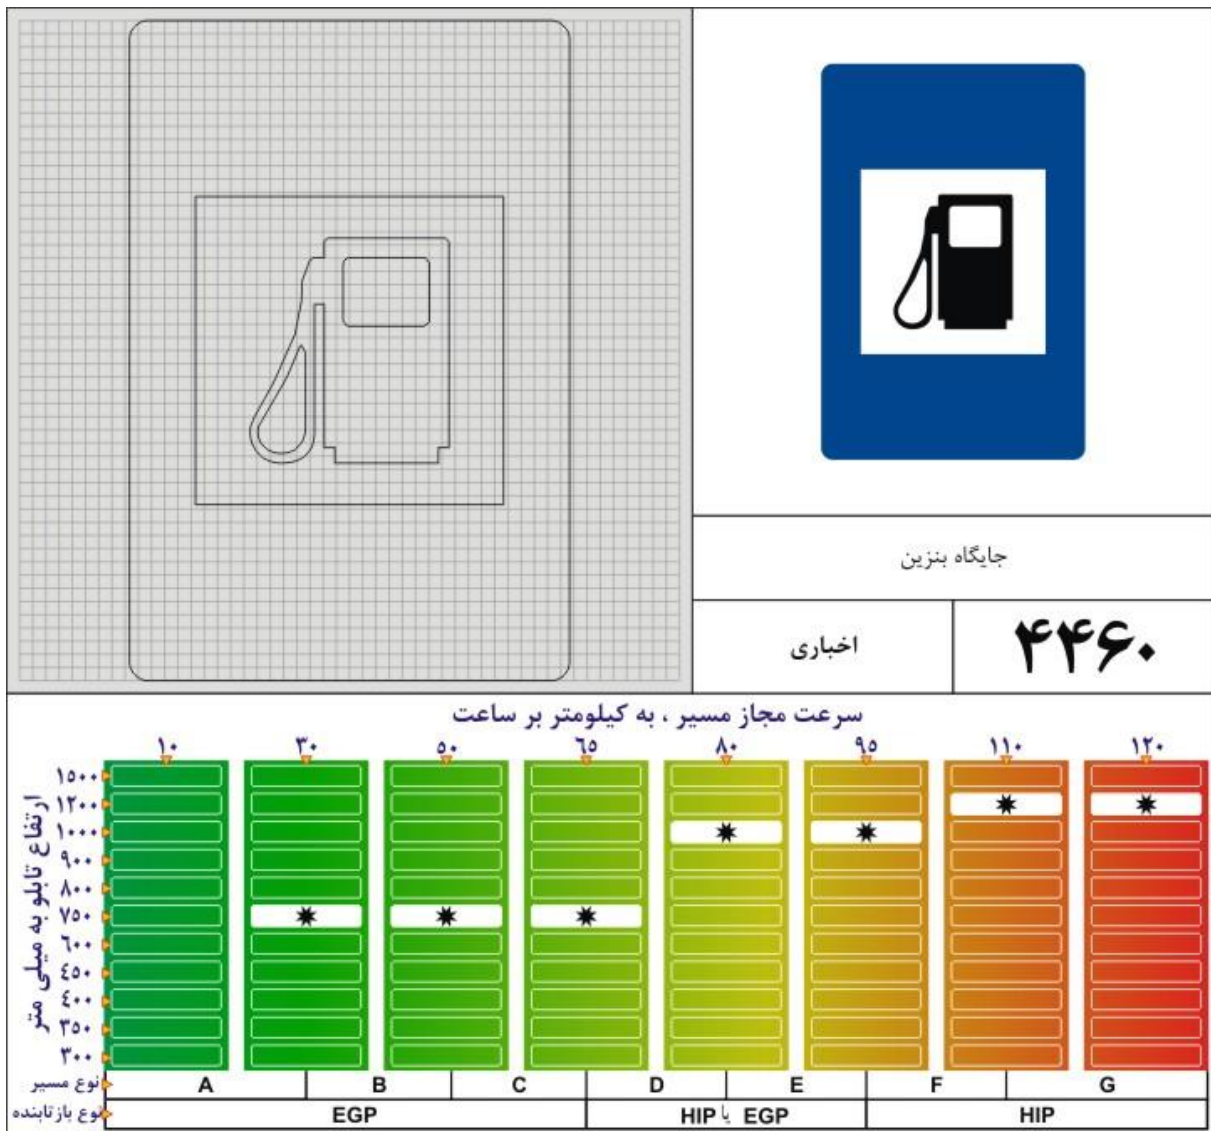 جایگاه بنزین
اخباری
۴۴۶۰
سرعت مجاز مسیر ، به کیلومتر بر ساعت
۱۰ ۳۰ ۵۰ ۶۵ ۸۰ ۹۵ ۱۱۰ ۱۲۰
ارتفاع تابلو به میلی متر
۱۵۰۰
۱۲۰۰
۱۰۰۰
۹۰۰
۸۰۰
۷۵۰
۶۰۰
٤۵۰
٤۰۰
۳۵۰
۳۰۰
نوع مسیر A B C D E F G
نوع بازتابنده EGP HIP یا EGP HIP